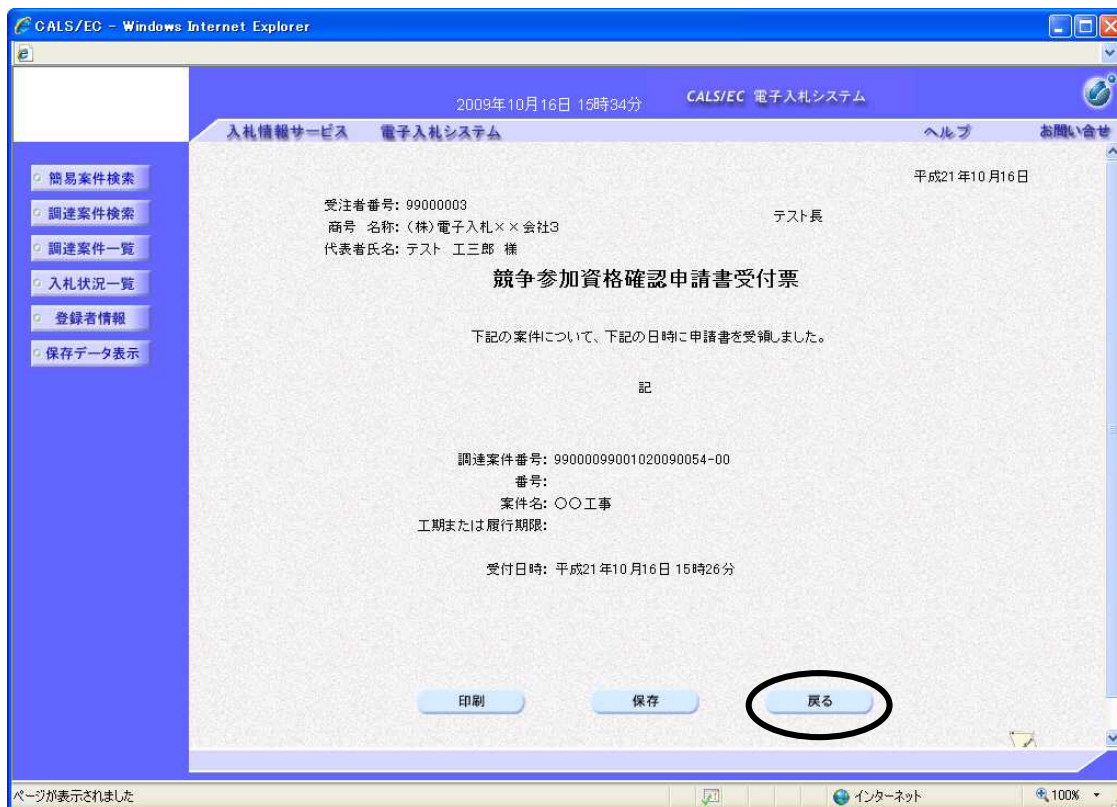 CALS/EC - Windows Internet Explorer
2009年10月16日 15時34分
CALS/EC 電子入札システム
入札情報サービス 電子入札システム ヘルプ お問い合せ
簡易案件検索
調達案件検索
調達案件一覧
入札状況一覧
登録者情報
保存データ表示
平成21年10月16日
受注者番号: 99000003
商号 名称: (株)電子入札××会社3
代表者氏名: テスト 工三郎 様
テスト長
競争参加資格確認申請書受付票
下記の案件について、下記の日時に申請書を受領しました。
記
調達案件番号: 99000099001020090054-00
番号:
案件名: 〇〇工事
工期または履行期限:
受付日時: 平成21年10月16日 15時26分
印刷 保存 戻る
ページが表示されました インターネット 100%